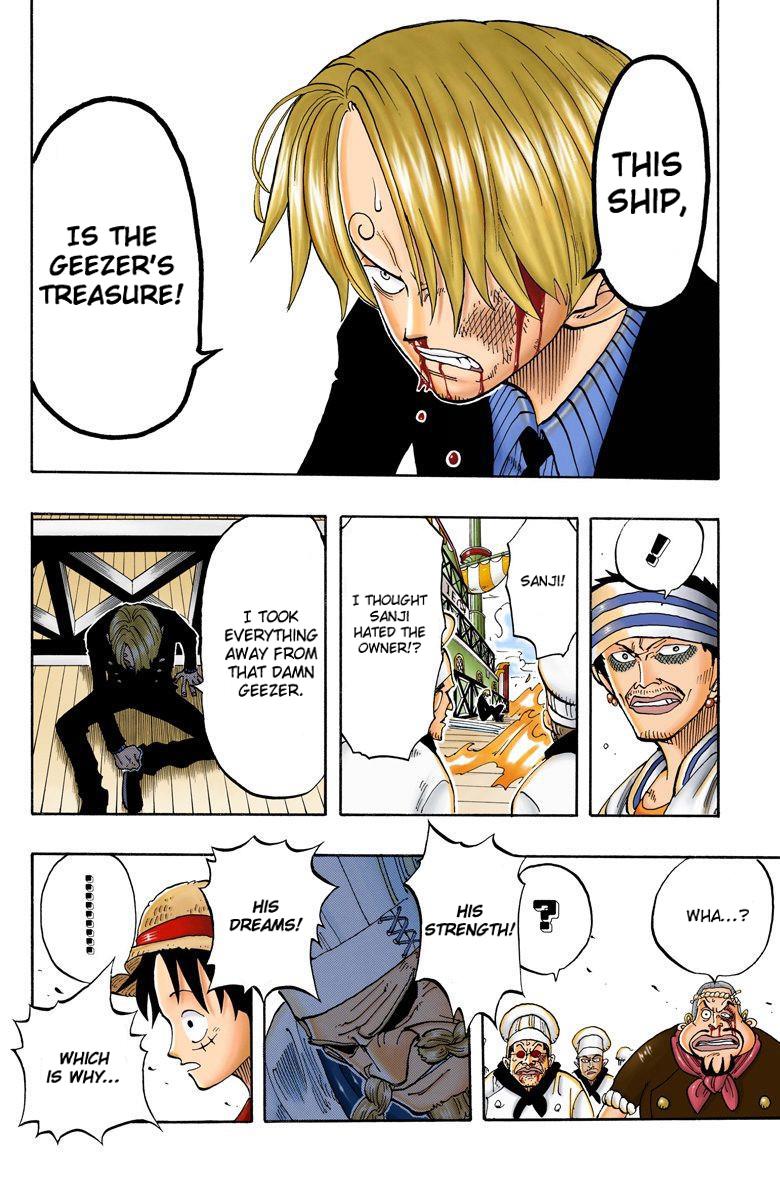 THIS
SHIP,
IS THE
GEEZER'S
TREASURE!
!
SANJI!
I THOUGHT
SANJI
HATED THE
OWNER!?
I TOOK
EVERYTHING
AWAY FROM
THAT DAMN
GEEZER.
WHA...?
?
HIS
STRENGTH!
HIS
DREAMS!
........
WHICH
IS WHY...